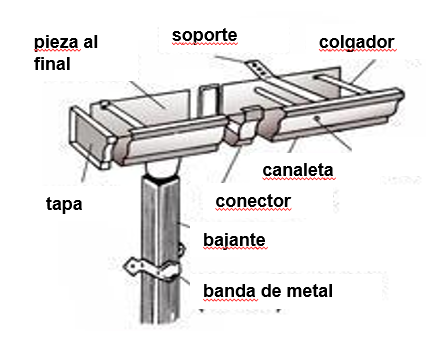 pieza al
final
soporte
colgador
canaleta
tapa
conector
bajante
banda de metal